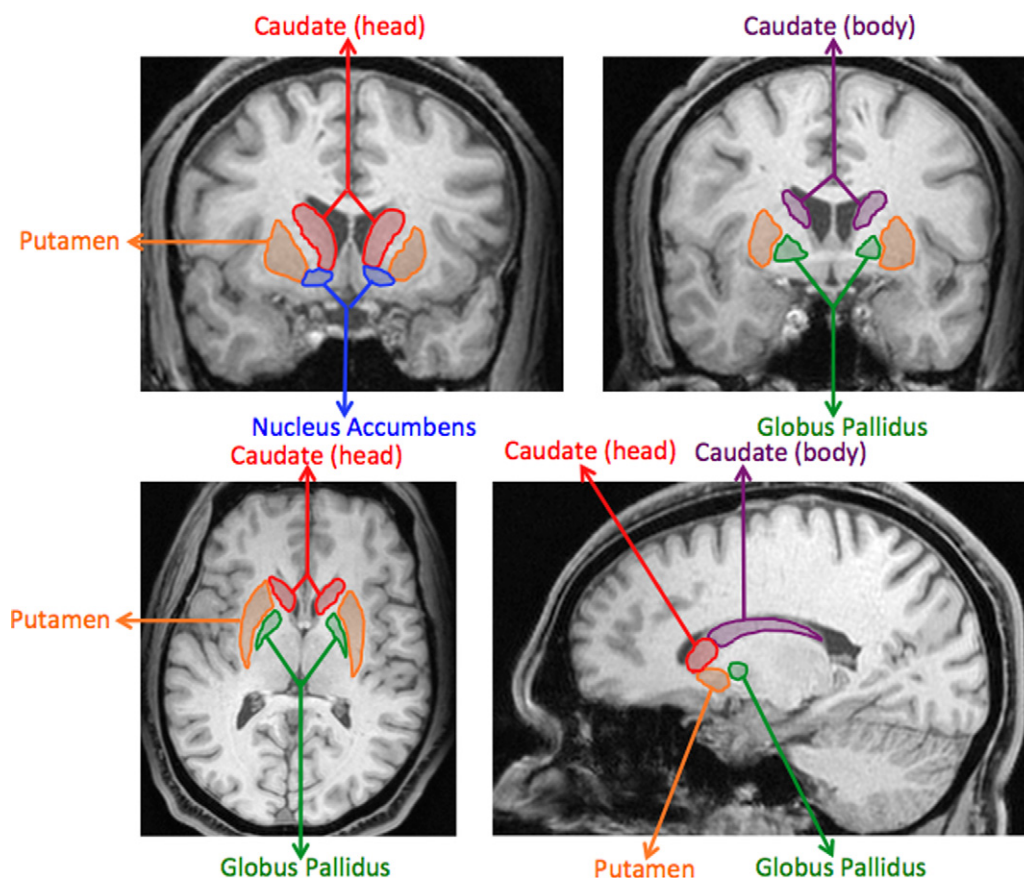 Caudate (head)
Caudate (body)
Putamen
Nucleus Accumbens
Globus Pallidus
Caudate (head)
Caudate (head)
Caudate (body)
Putamen
Globus Pallidus
Putamen
Globus Pallidus